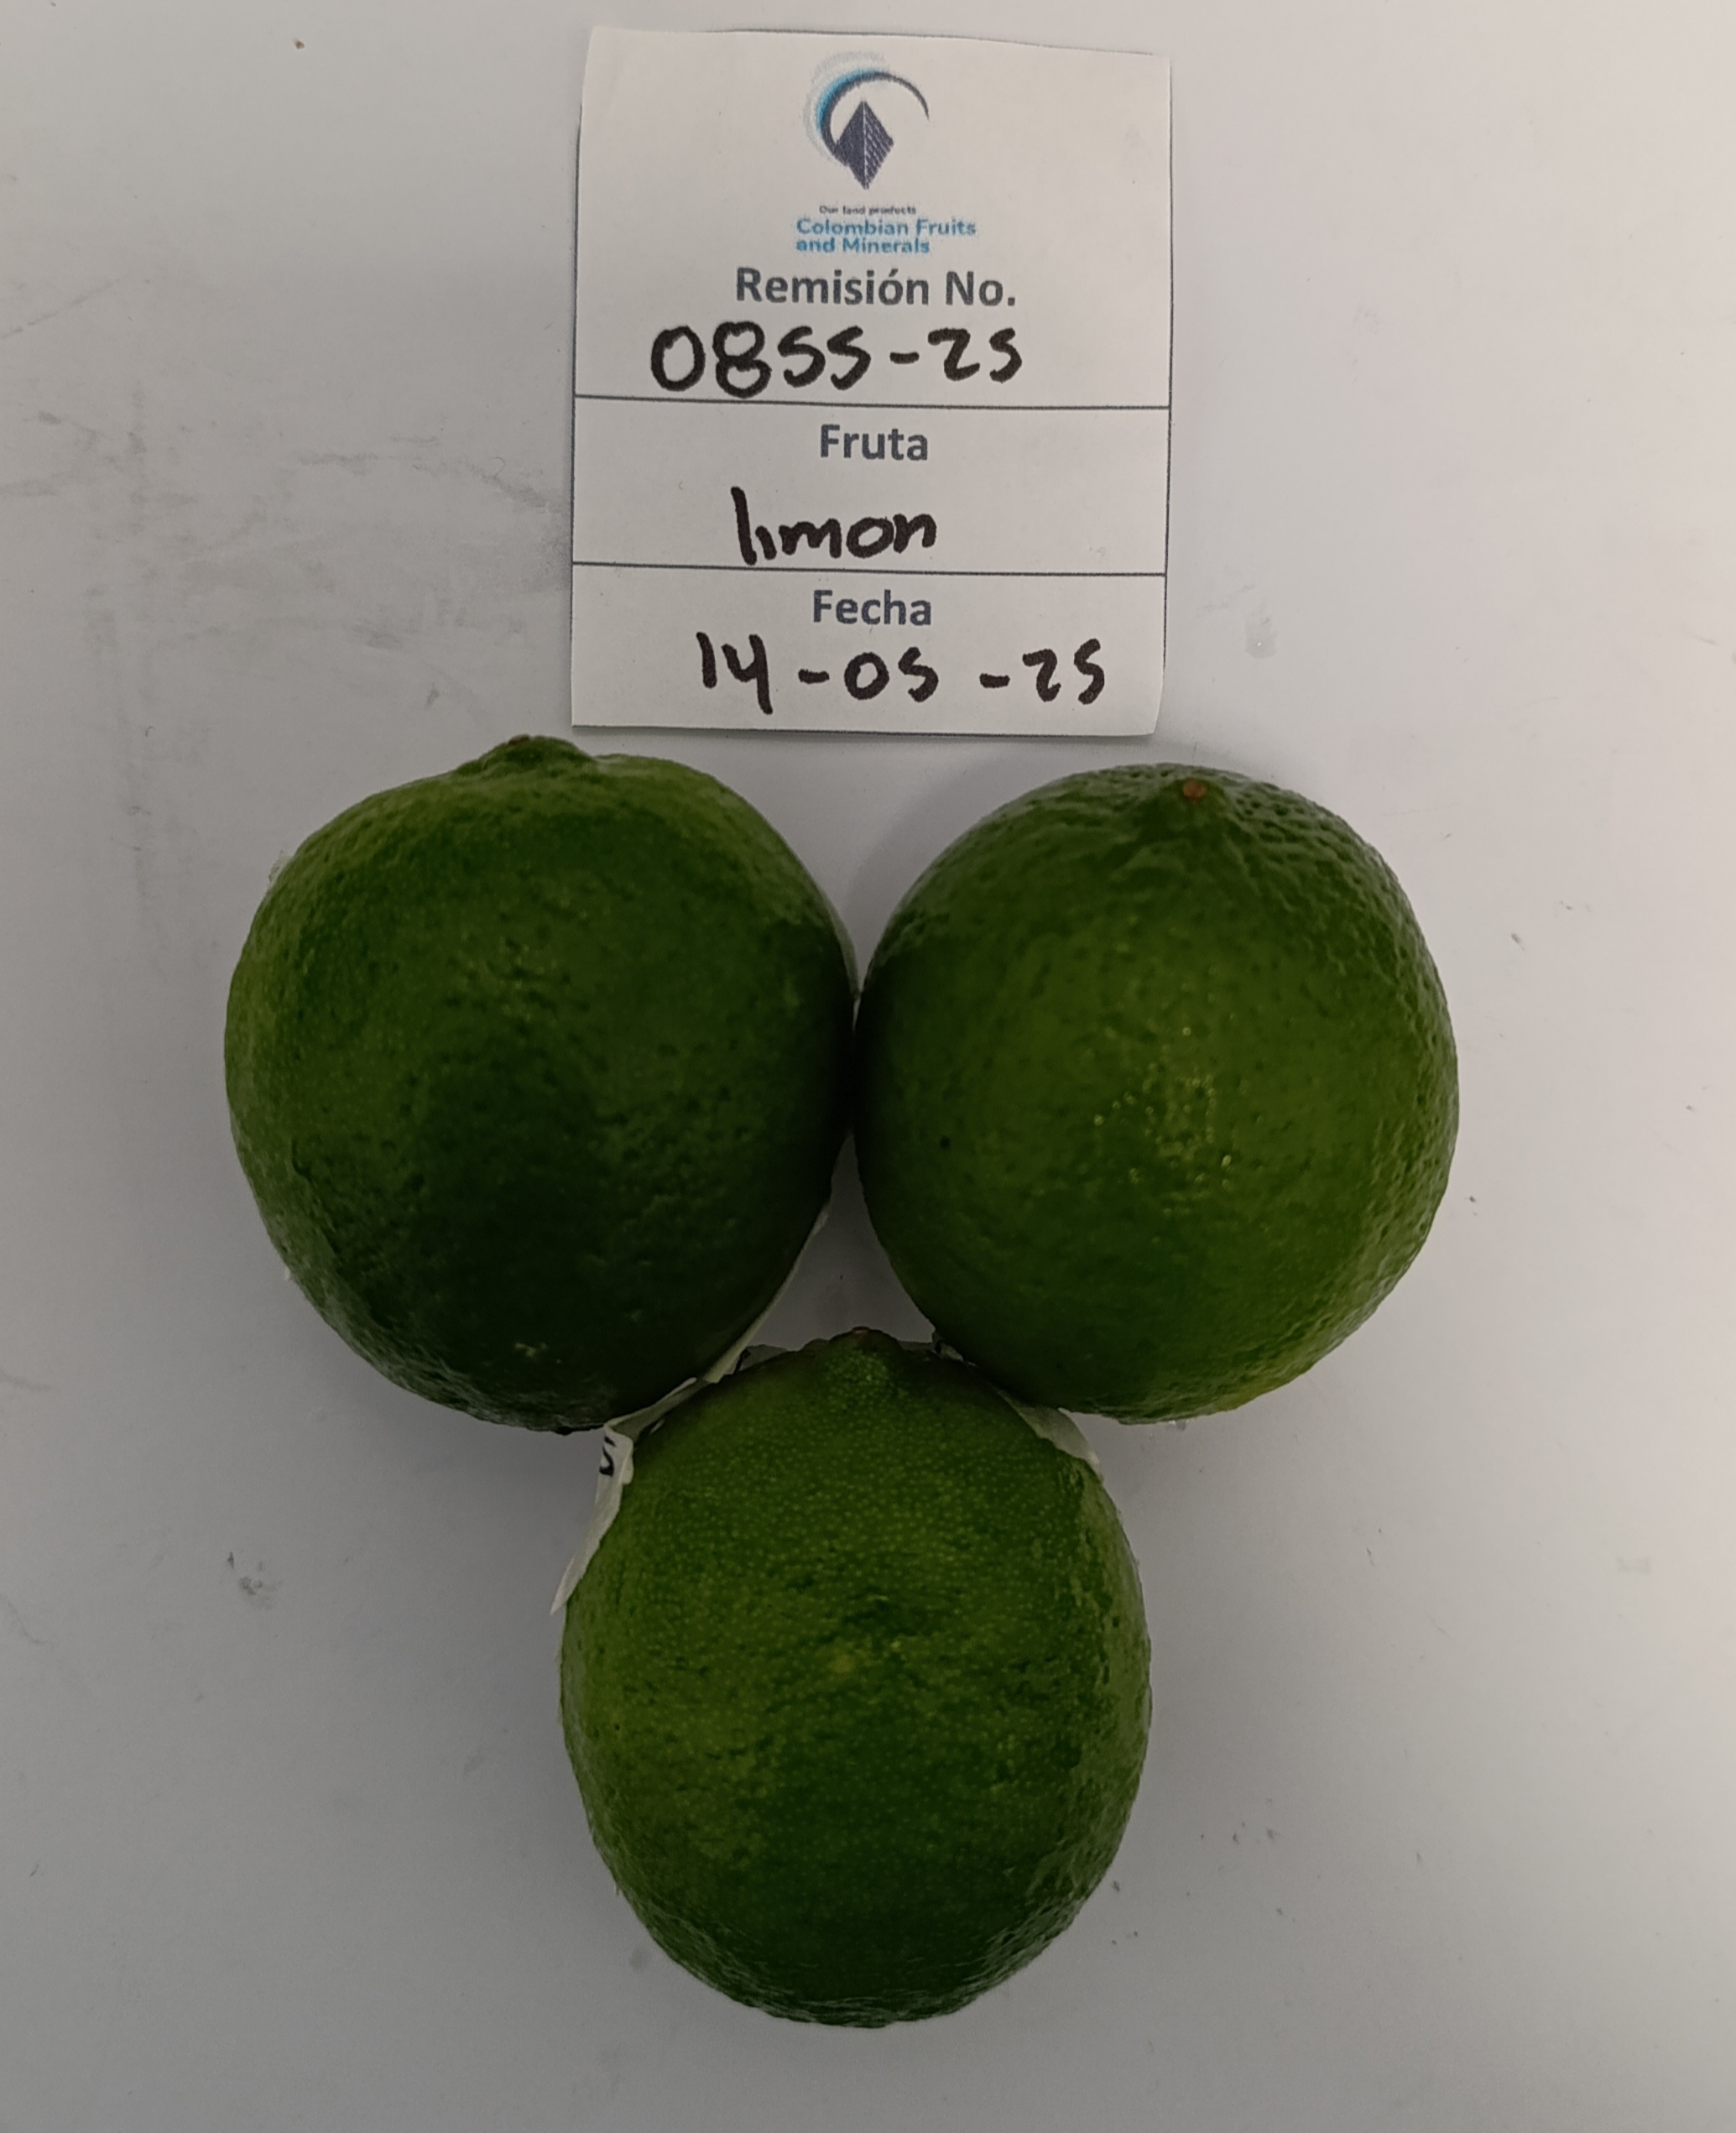 Our land products
Colombian Fruits
and Minerals
Remisión No.
0855-25
Fruta
limon
Fecha
14-05-25